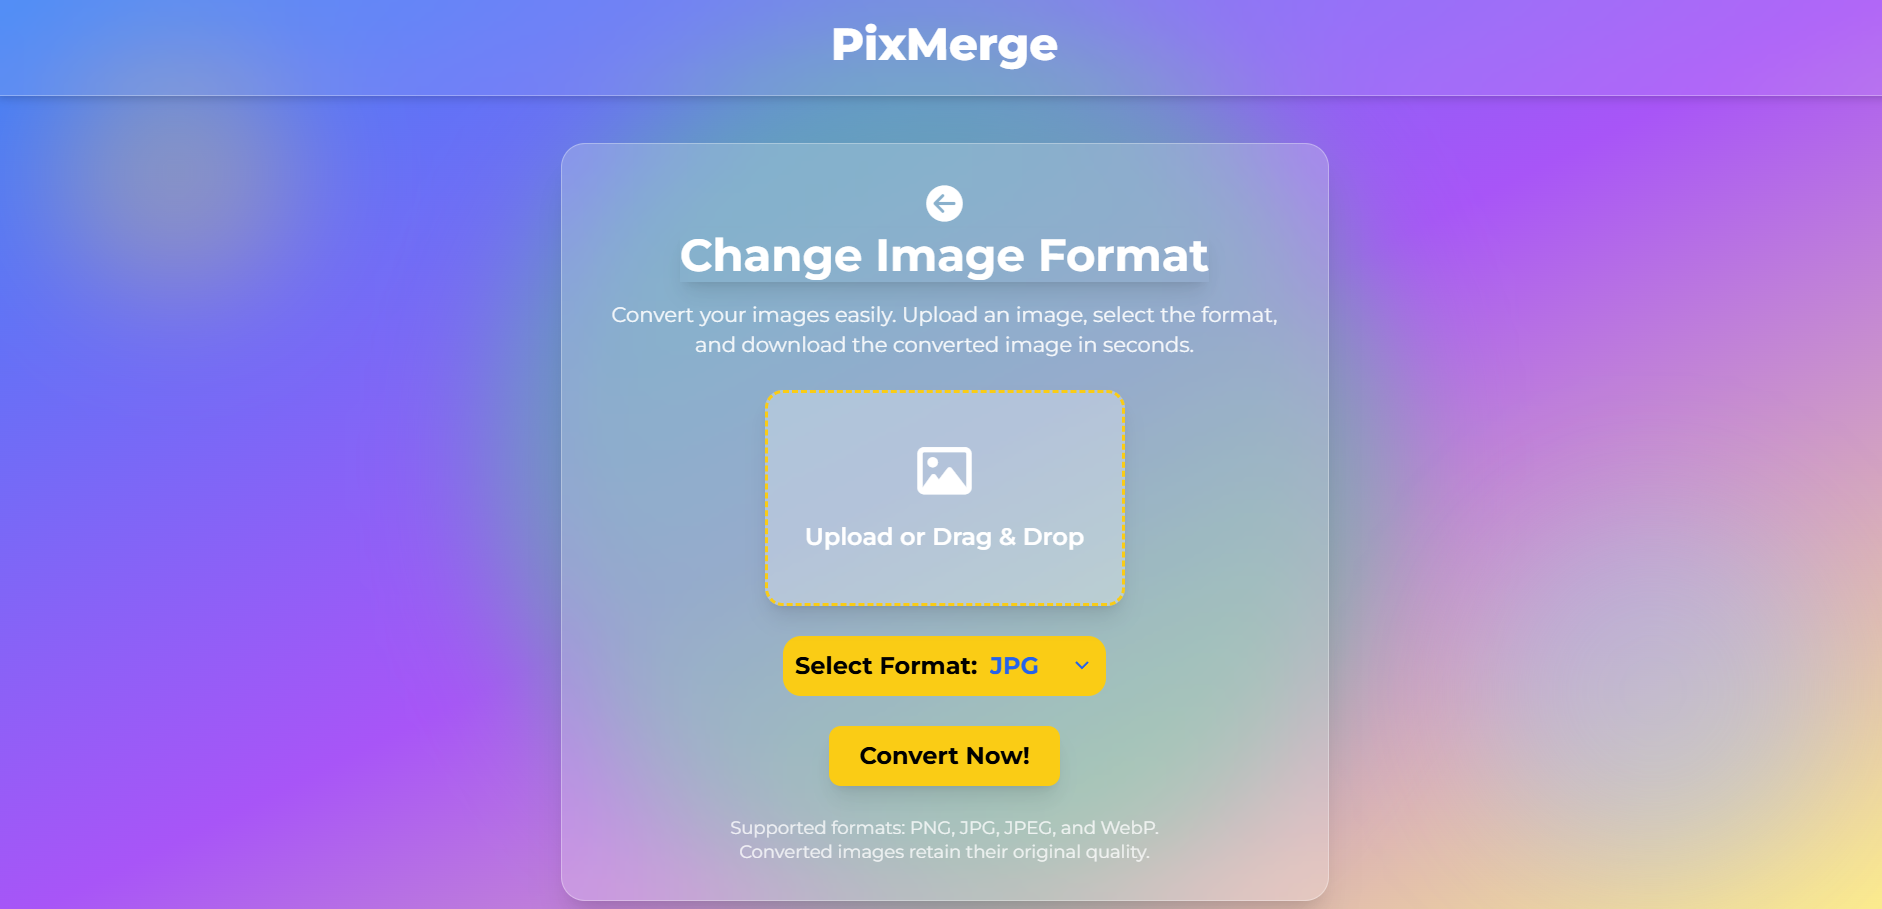 PixMerge
Change Image Format
Convert your images easily. Upload an image, select the format,
and download the converted image in seconds.
Upload or Drag & Drop
Select Format: JPG
Convert Now!
Supported formats: PNG, JPG, JPEG, and WebP.
Converted images retain their original quality.